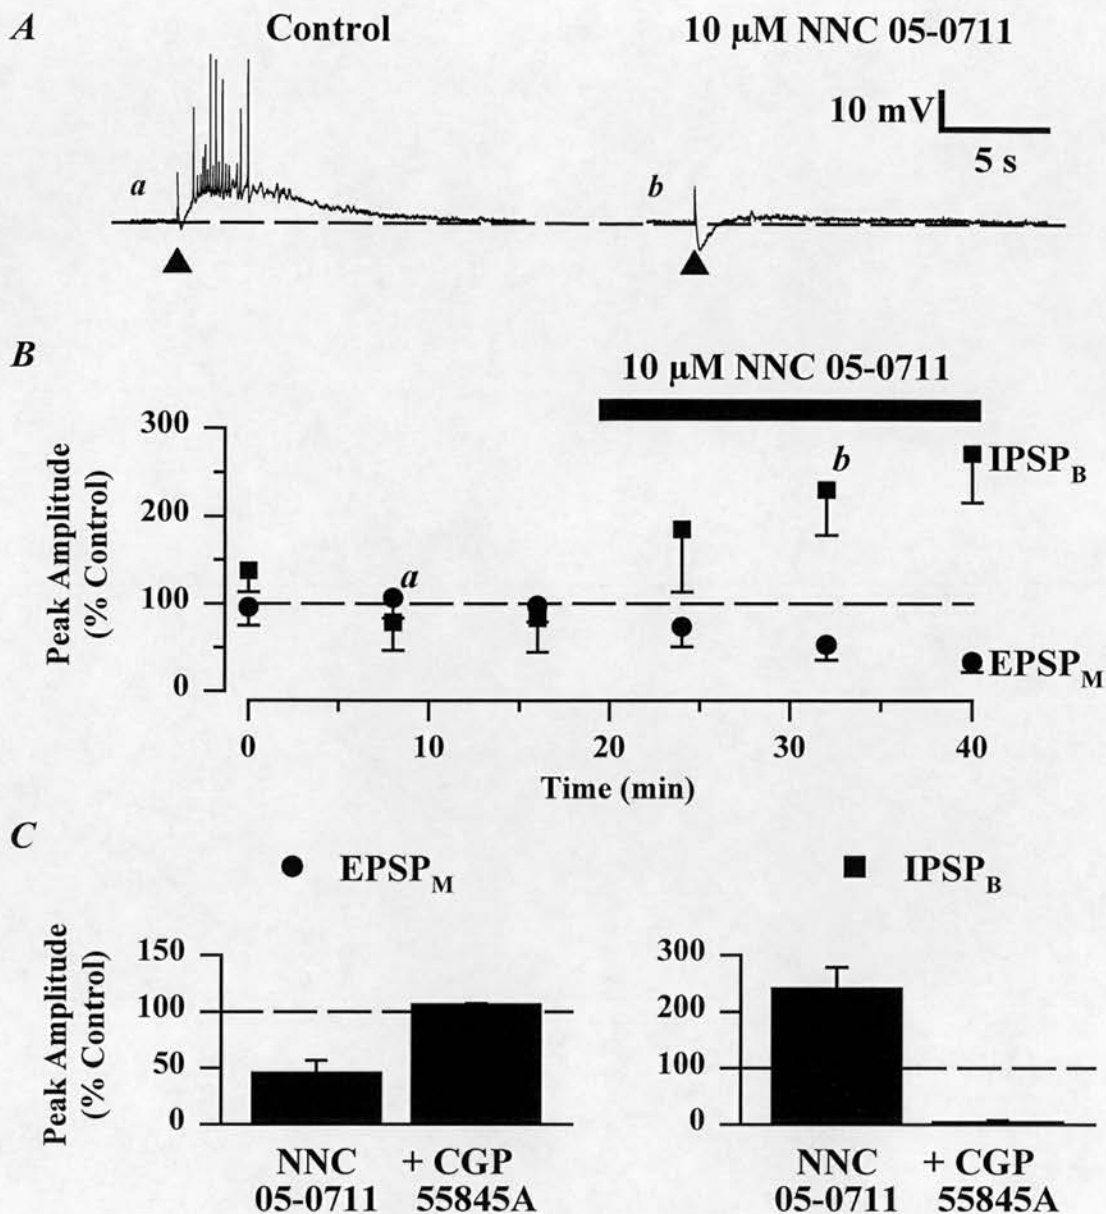 A
Control
10 µM NNC 05-0711
10 mV
5 s
a
b
B
10 µM NNC 05-0711
300
200
100
0
Peak Amplitude
(% Control)
a
b
IPSP_B
EPSP_M
0
10
20
30
40
Time (min)
C
EPSP_M
IPSP_B
Peak Amplitude
(% Control)
150
100
50
0
NNC
05-0711
+ CGP
55845A
300
200
100
0
NNC
05-0711
+ CGP
55845A